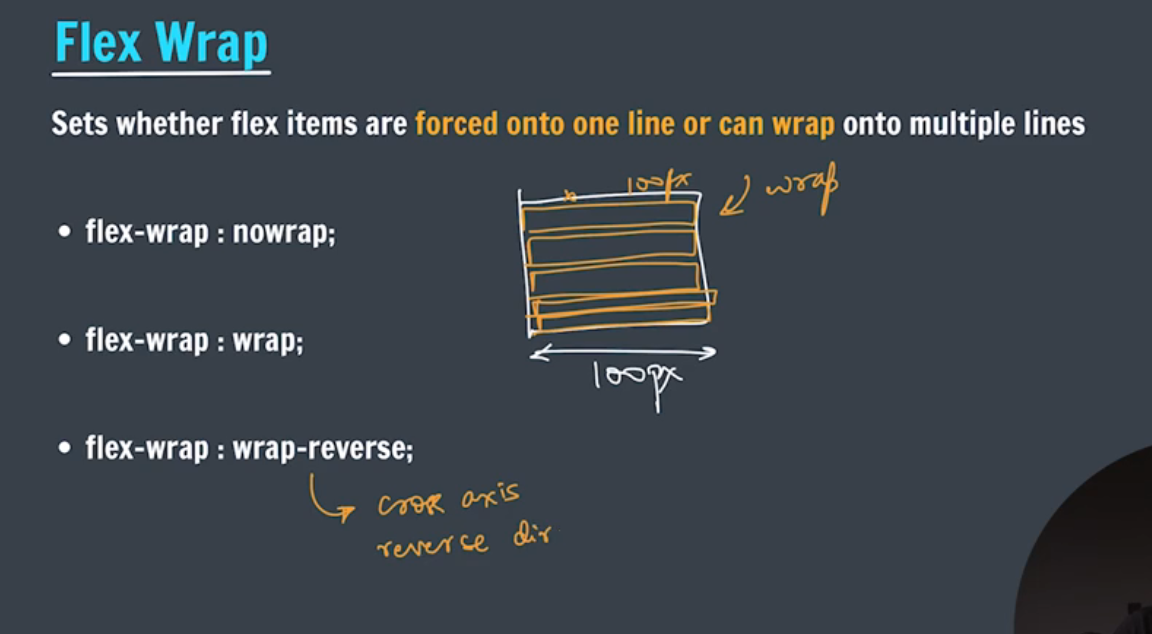 Flex Wrap
Sets whether flex items are forced onto one line or can wrap onto multiple lines
100px
wrap
• flex-wrap : nowrap;
• flex-wrap : wrap;
100px
• flex-wrap : wrap-reverse;
axis
reverse dir